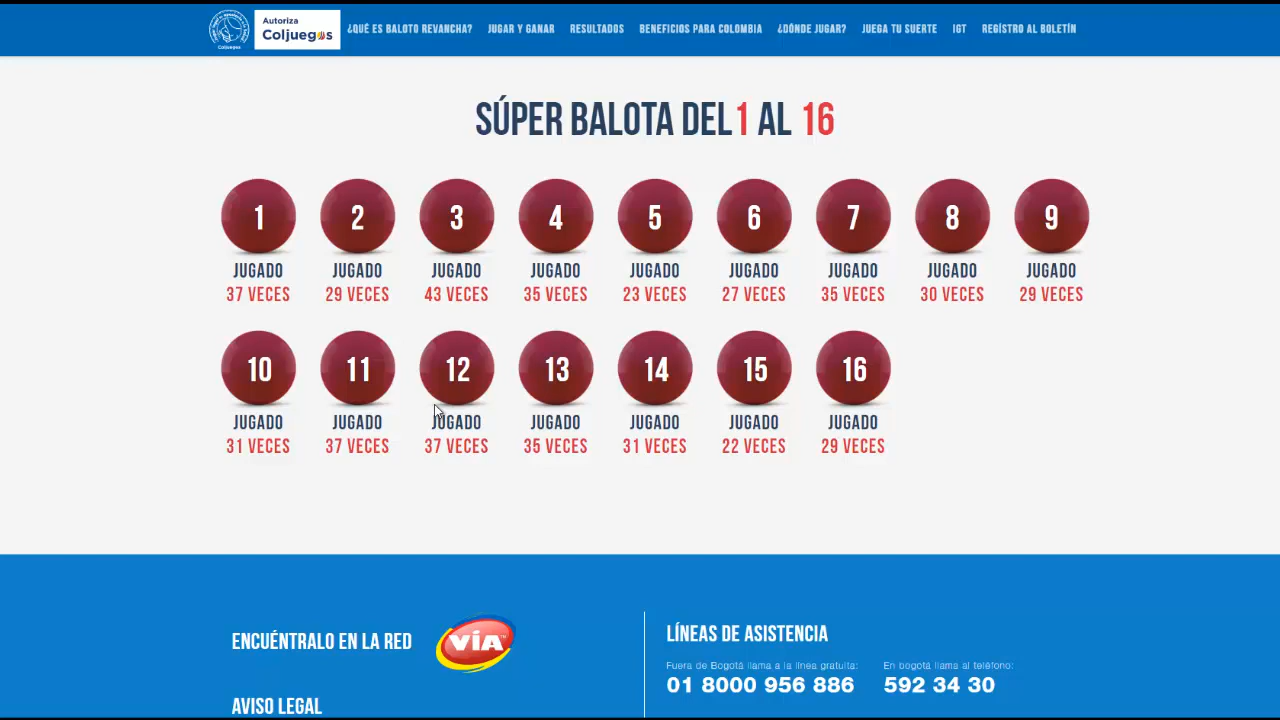 Autoriza
Coljuegos
Coljuegos
¿QUÉ ES BALOTO REVANCHA? JUGAR Y GANAR RESULTADOS BENEFICIOS PARA COLOMBIA ¿DÓNDE JUGAR? JUEGA TU SUERTE IGT REGÍSTRO AL BOLETÍN
SÚPER BALOTA DEL 1 AL 16
1 2 3 4 5 6 7 8 9
JUGADO JUGADO JUGADO JUGADO JUGADO JUGADO JUGADO JUGADO JUGADO
37 VECES 29 VECES 43 VECES 35 VECES 23 VECES 27 VECES 35 VECES 30 VECES 29 VECES
10 11 12 13 14 15 16
JUGADO JUGADO JUGADO JUGADO JUGADO JUGADO JUGADO
31 VECES 37 VECES 37 VECES 35 VECES 31 VECES 22 VECES 29 VECES
ENCUÉNTRALO EN LA RED
VIA
AVISO LEGAL
LÍNEAS DE ASISTENCIA
Fuera de Bogotá llama a la línea gratuita: En bogotá llama al teléfono:
01 8000 956 886 592 34 30